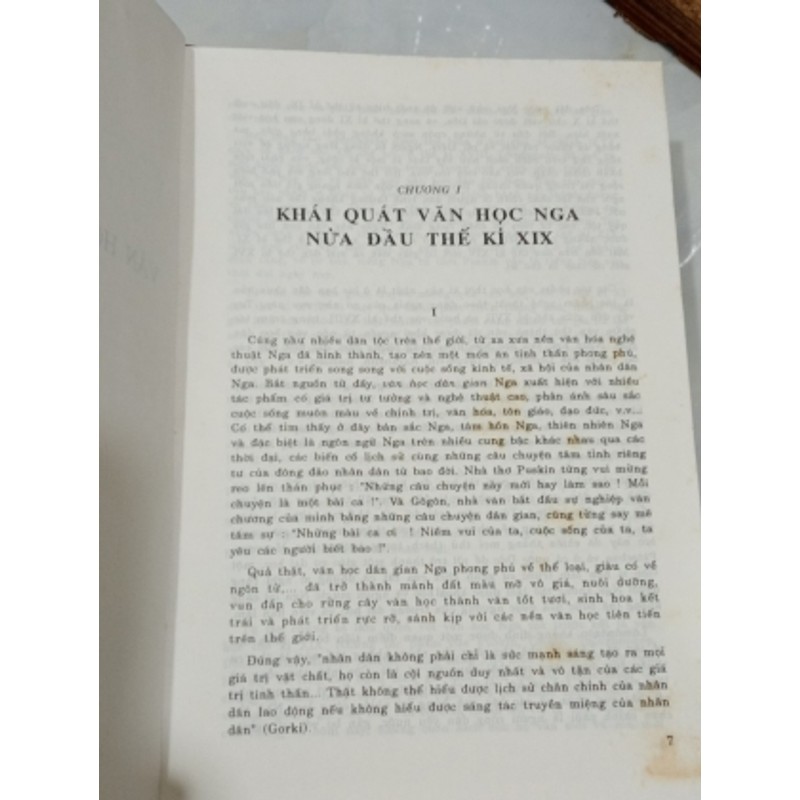 CHƯƠNG I
KHÁI QUÁT VĂN HỌC NGA
NỬA ĐẦU THẾ KỈ XIX
I
Cũng như nhiều dân tộc trên thế giới, từ xa xưa nền văn hóa nghệ
thuật Nga đã hình thành, tạo nên một món ăn tinh thần phong phú,
được phát triển song song với cuộc sống kinh tế, xã hội của nhân dân
Nga. Bắt nguồn từ đấy, văn học dân gian Nga xuất hiện với nhiều
tác phẩm có giá trị tư tưởng và nghệ thuật cao, phản ánh sâu sắc
cuộc sống muôn màu về chính trị, văn hóa, tôn giáo, đạo đức, v.v...
Có thể tìm thấy ở đây bản sắc Nga, tâm hồn Nga, thiên nhiên Nga
và đặc biệt là ngôn ngữ Nga trên nhiều cung bậc khác nhau qua các
thời đại, các biến cố lịch sử cùng những câu chuyện tâm tình riêng
tư của đông đảo nhân dân từ bao đời. Nhà thơ Puskin từng vui mừng
reo lên thán phục : "Những câu chuyện này mới hay làm sao ! Mỗi
chuyện là một bài ca !". Và Gôgôn, nhà văn bắt đầu sự nghiệp văn
chương của mình bằng những câu chuyện dân gian, cũng từng say mê
tâm sự : "Những bài ca ơi ! Niềm vui của ta, cuộc sống của ta, ta
yêu các người biết bao !".
Quả thật, văn học dân gian Nga phong phú về thể loại, giàu có về
ngôn từ,... đã trở thành mảnh đất màu mỡ vô giá, nuôi dưỡng,
vun đắp cho rừng cây văn học thành văn tốt tươi, sinh hoa kết
trái và phát triển rực rỡ, sánh kịp với các nền văn học tiên tiến
trên thế giới.
Đúng vậy, "nhân dân không phải chỉ là sức mạnh sáng tạo ra mọi
giá trị vật chất, họ còn là cội nguồn duy nhất và vô tận của các giá
trị tinh thần... Thật không thể hiểu được lịch sử chân chính của nhân
dân lao động nếu không hiểu được sáng tác truyền miệng của nhân
dân" (Gorki).
7